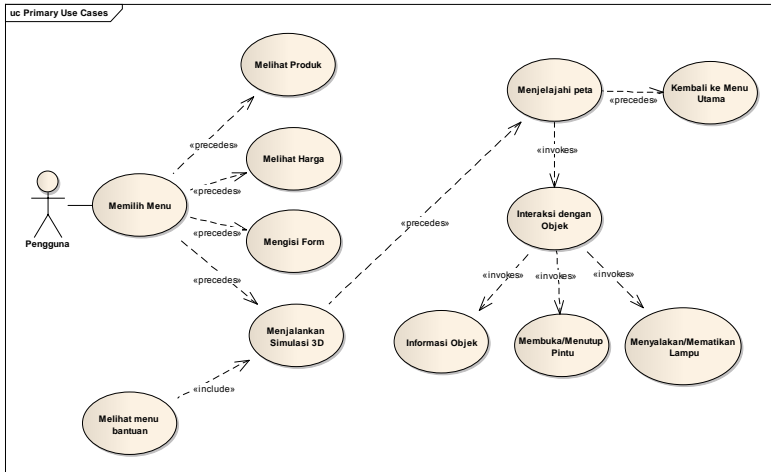 uc Primary Use Cases
Melihat Produk
Menjelajahi peta
Kembali ke Menu
Utama
«precedes»
«precedes»
«invokes»
Melihat Harga
«precedes»
Memilih Menu
Pengguna
Interaksi dengan
Objek
«precedes»
«precedes»
Mengisi Form
«precedes»
«invokes»
«invokes»
«invokes»
Menjalankan
Simulasi 3D
Informasi Objek
Membuka/Menutup
Pintu
Menyalakan/Mematikan
Lampu
«include»
Melihat menu
bantuan